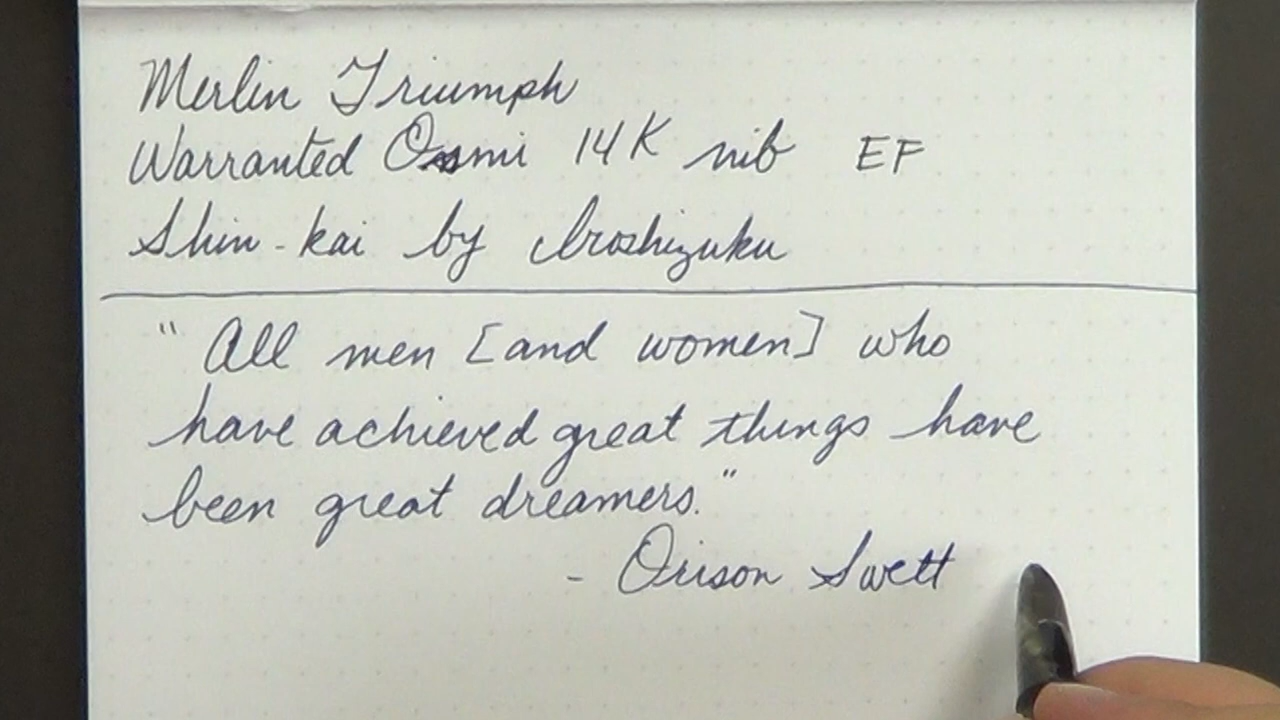 Merlin Triumph
Warranted Osmi 14K nib EF
Shin-kai by Iroshizuku
"All men [and women] who
have achieved great things have
been great dreamers."
- Orison Swett